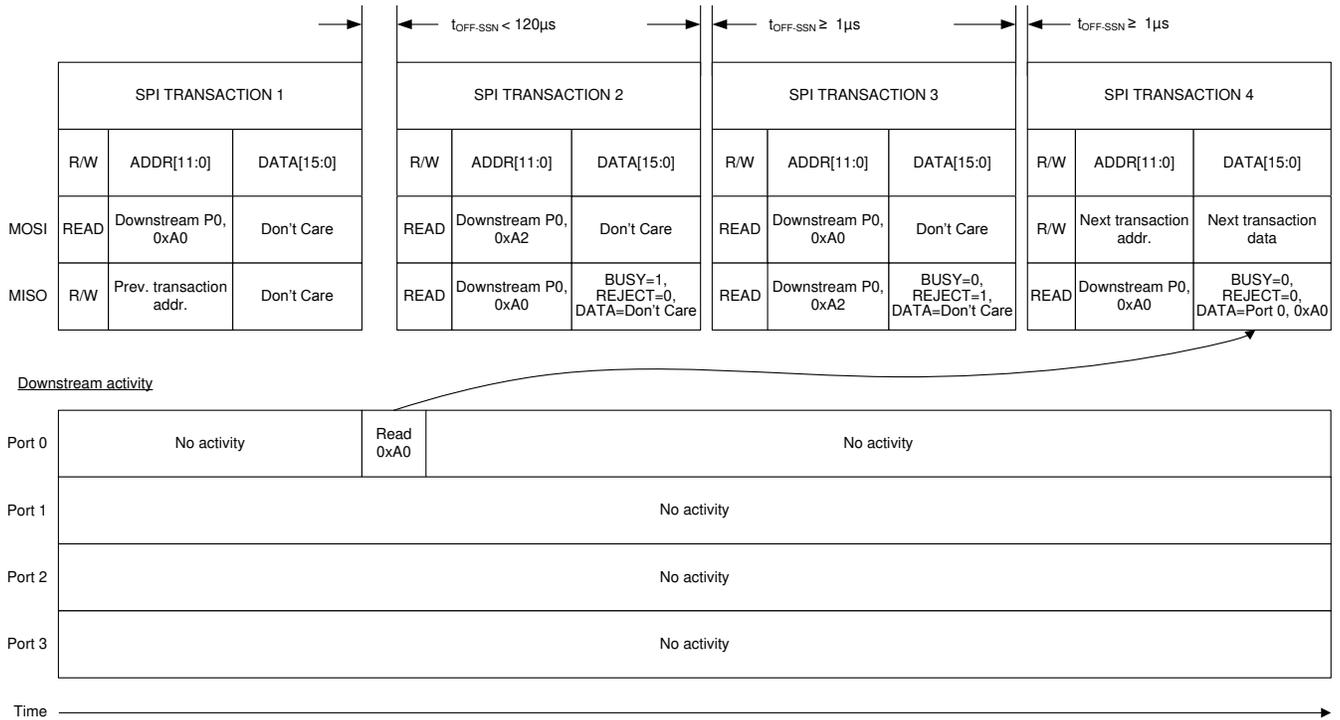 tOFF-SSN < 120µs
tOFF-SSN ≥ 1µs
tOFF-SSN ≥ 1µs
SPI TRANSACTION 1
SPI TRANSACTION 2
SPI TRANSACTION 3
SPI TRANSACTION 4
R/W
ADDR[11:0]
DATA[15:0]
R/W
ADDR[11:0]
DATA[15:0]
R/W
ADDR[11:0]
DATA[15:0]
R/W
ADDR[11:0]
DATA[15:0]
MOSI
READ
Downstream P0,
0xA0
Don't Care
READ
Downstream P0,
0xA2
Don't Care
READ
Downstream P0,
0xA0
Don't Care
R/W
Next transaction
addr.
Next transaction
data
MISO
R/W
Prev. transaction
addr.
Don't Care
READ
Downstream P0,
0xA0
BUSY=1,
REJECT=0,
DATA=Don't Care
READ
Downstream P0,
0xA2
BUSY=0,
REJECT=1,
DATA=Don't Care
READ
Downstream P0,
0xA0
BUSY=0,
REJECT=0,
DATA=Port 0, 0xA0
Downstream activity
Port 0
No activity
Read
0xA0
No activity
Port 1
No activity
Port 2
No activity
Port 3
No activity
Time